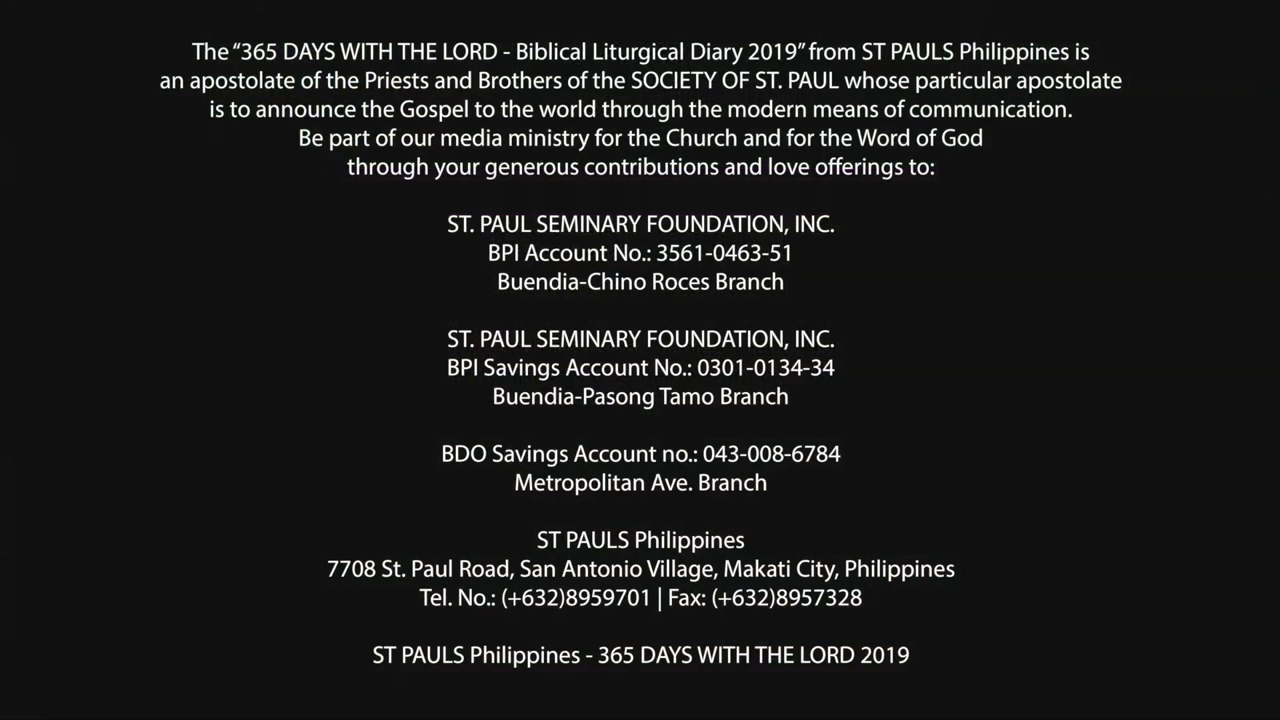 The “365 DAYS WITH THE LORD - Biblical Liturgical Diary 2019” from ST PAULS Philippines is
an apostolate of the Priests and Brothers of the SOCIETY OF ST. PAUL whose particular apostolate
is to announce the Gospel to the world through the modern means of communication.
Be part of our media ministry for the Church and for the Word of God
through your generous contributions and love offerings to:
ST. PAUL SEMINARY FOUNDATION, INC.
BPI Account No.: 3561-0463-51
Buendia-Chino Roces Branch
ST. PAUL SEMINARY FOUNDATION, INC.
BPI Savings Account No.: 0301-0134-34
Buendia-Pasong Tamo Branch
BDO Savings Account no.: 043-008-6784
Metropolitan Ave. Branch
ST PAULS Philippines
7708 St. Paul Road, San Antonio Village, Makati City, Philippines
Tel. No.: (+632)8959701 | Fax: (+632)8957328
ST PAULS Philippines - 365 DAYS WITH THE LORD 2019